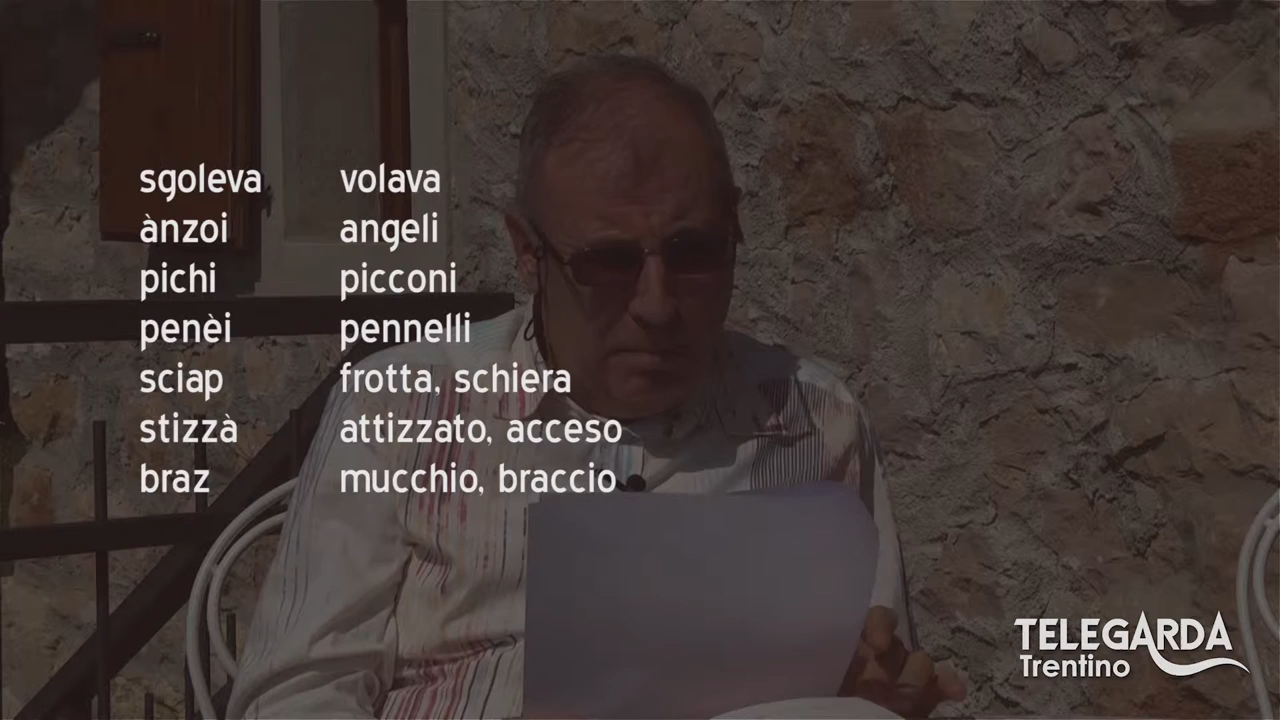 sgoleva volava
ànzoi angeli
pichi picconi
penèi pennelli
sciap frotta, schiera
stizzà attizzato, acceso
braz mucchio, braccio
TELEGARDA
Trentino